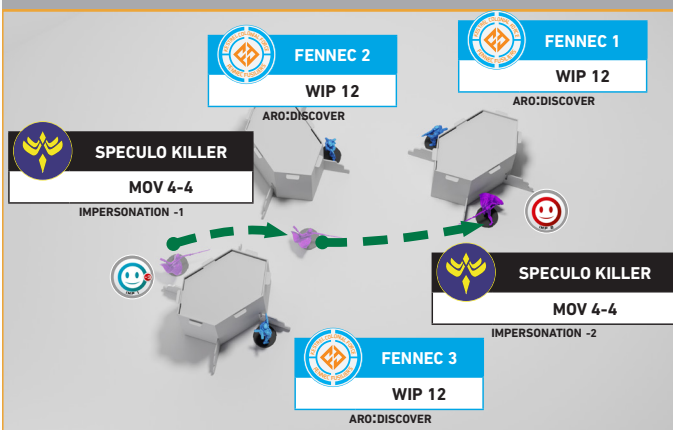 FENNEC 2
WIP 12
ARO:DISCOVER
FENNEC 1
WIP 12
ARO:DISCOVER
SPECULO KILLER
MOV 4-4
IMPERSONATION -1
SPECULO KILLER
MOV 4-4
IMPERSONATION -2
FENNEC 3
WIP 12
ARO:DISCOVER